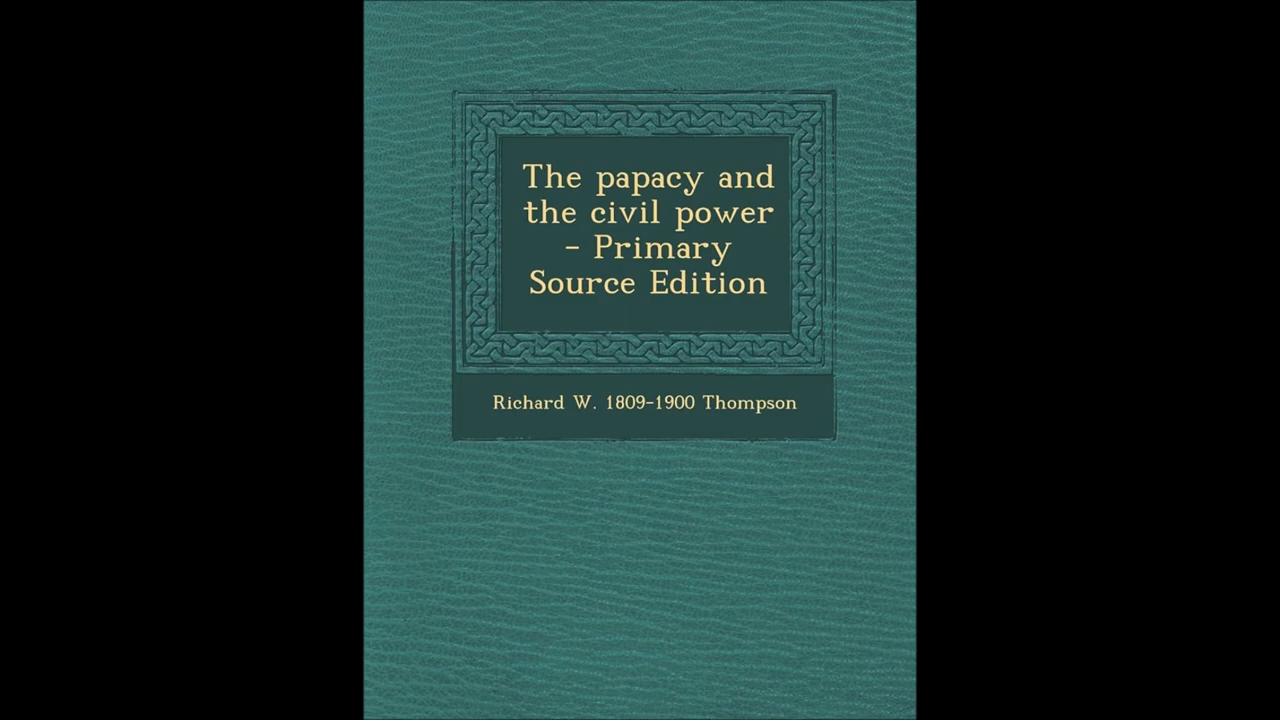 The papacy and
the civil power
- Primary
Source Edition
Richard W. 1809-1900 Thompson